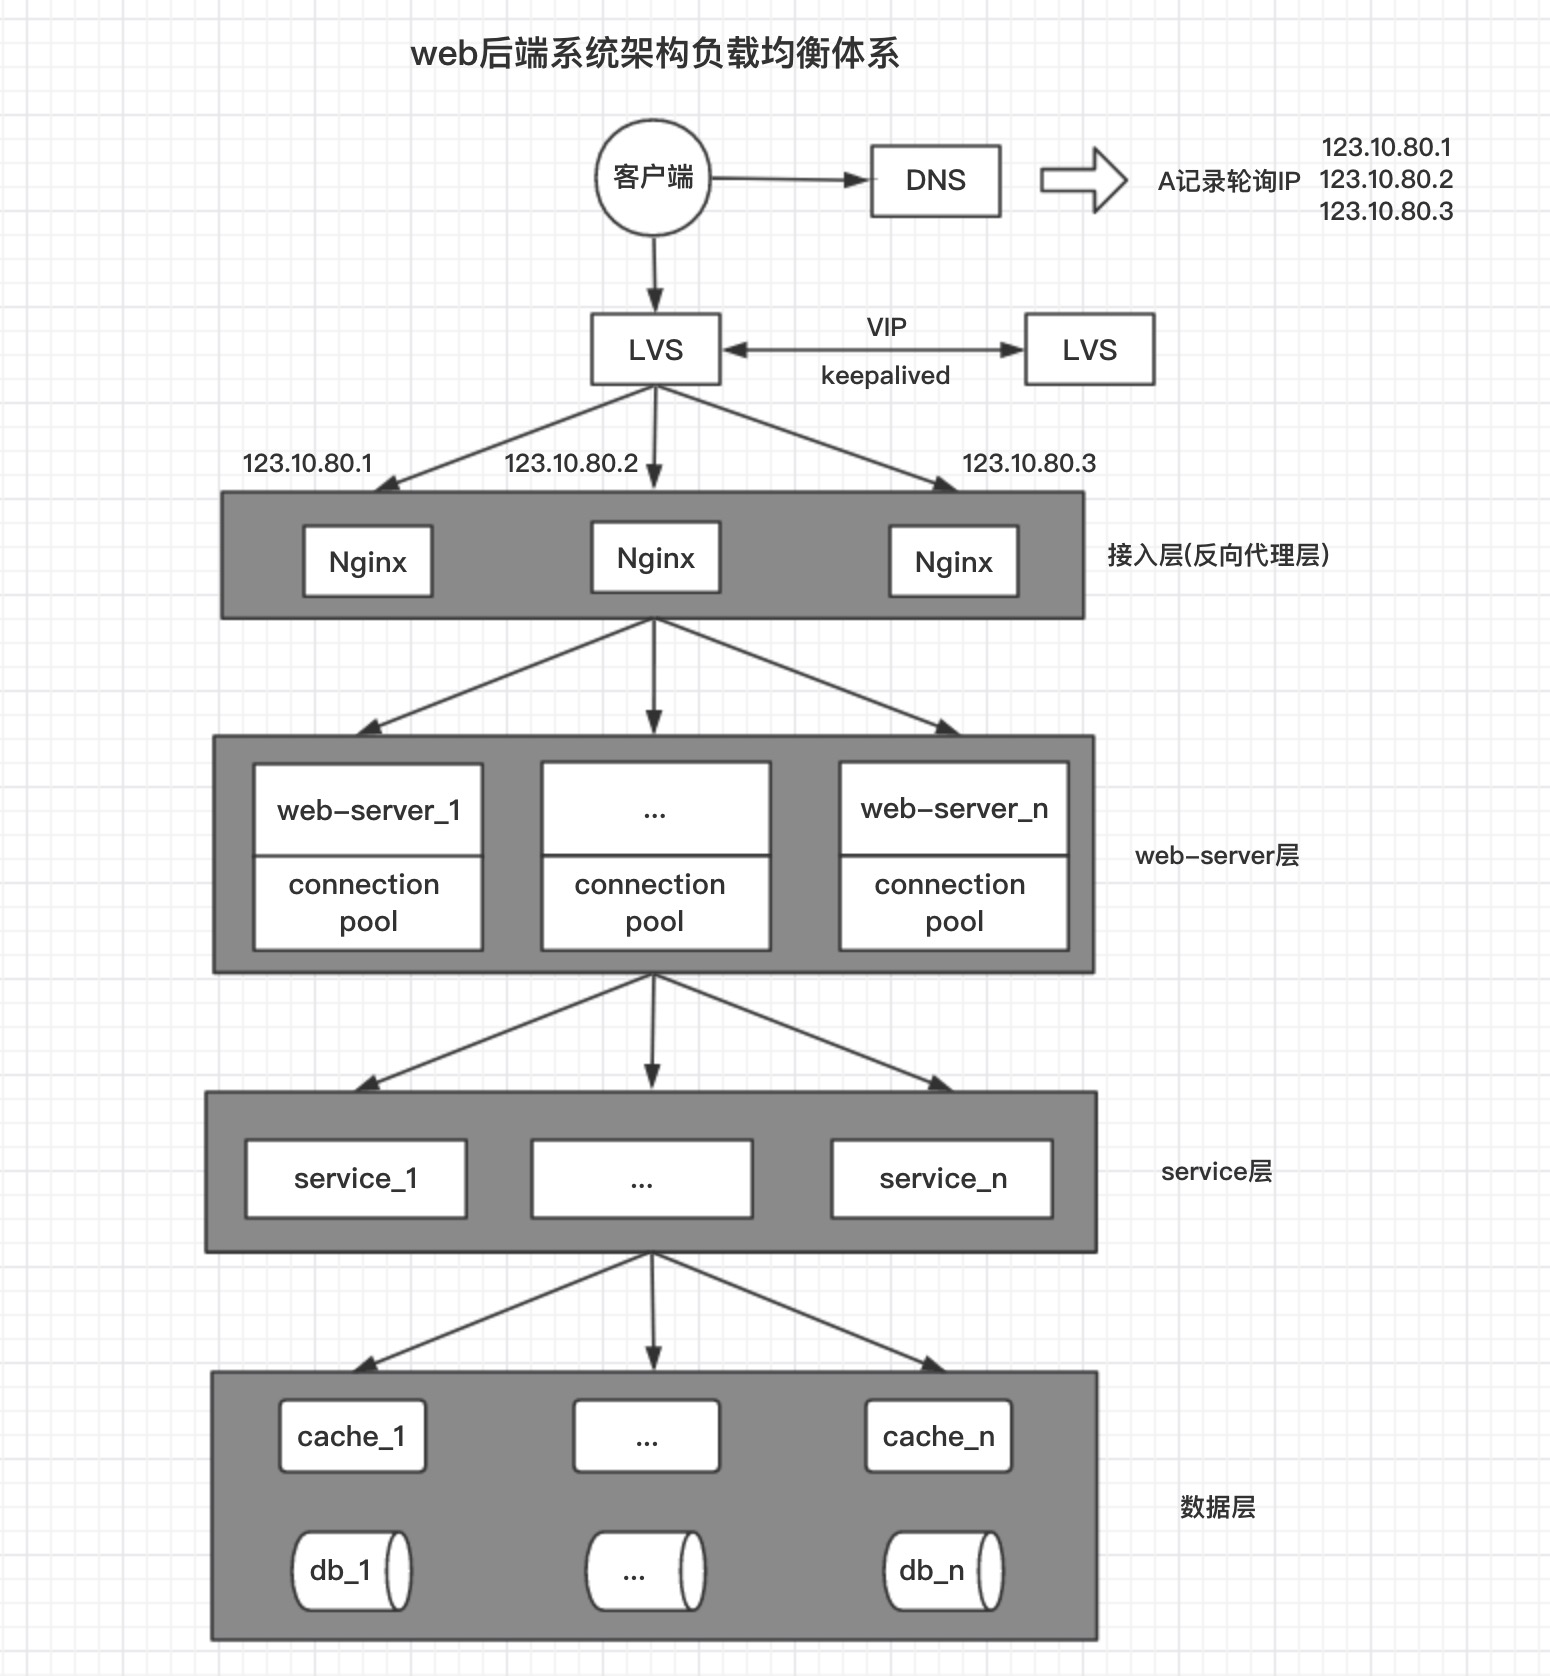 web后端系统架构负载均衡体系
客户端
DNS
A记录轮询IP
123.10.80.1
123.10.80.2
123.10.80.3
LVS
VIP
keepalived
LVS
123.10.80.1
123.10.80.2
123.10.80.3
Nginx
Nginx
Nginx
接入层(反向代理层)
web-server_1
...
web-server_n
connection
pool
connection
pool
connection
pool
web-server层
service_1
...
service_n
service层
cache_1
...
cache_n
数据层
db_1
...
db_n